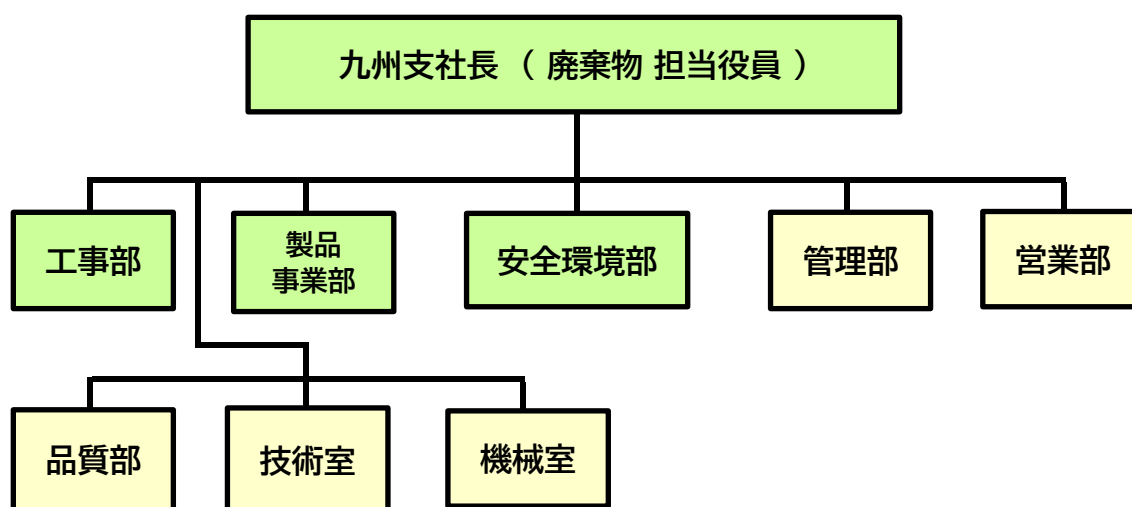 九州支社長 （ 廃棄物 担当役員 ）
工事部
製品
事業部
安全環境部
管理部
営業部
品質部
技術室
機械室